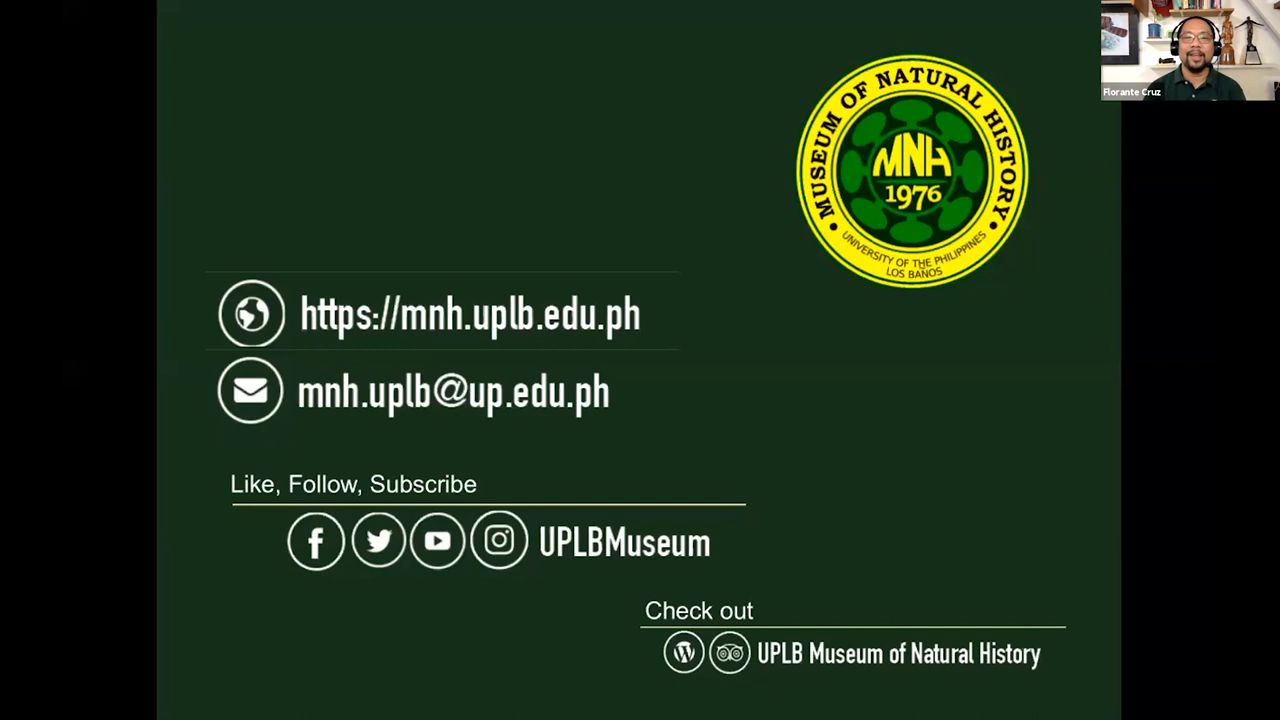 Florante Cruz
MUSEUM OF NATURAL HISTORY
MNH
1976
UNIVERSITY OF THE PHILIPPINES
LOS BAÑOS
https://mnh.uplb.edu.ph
mnh.uplb@up.edu.ph
Like, Follow, Subscribe
UPLBMuseum
Check out
UPLB Museum of Natural History